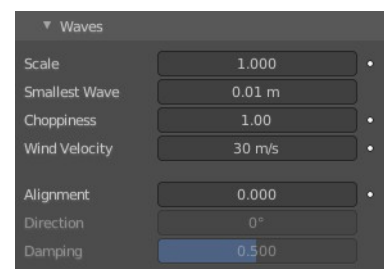 Waves
Scale 1.000
Smallest Wave 0.01 m
Choppiness 1.00
Wind Velocity 30 m/s
Alignment 0.000
Direction 0°
Damping 0.500